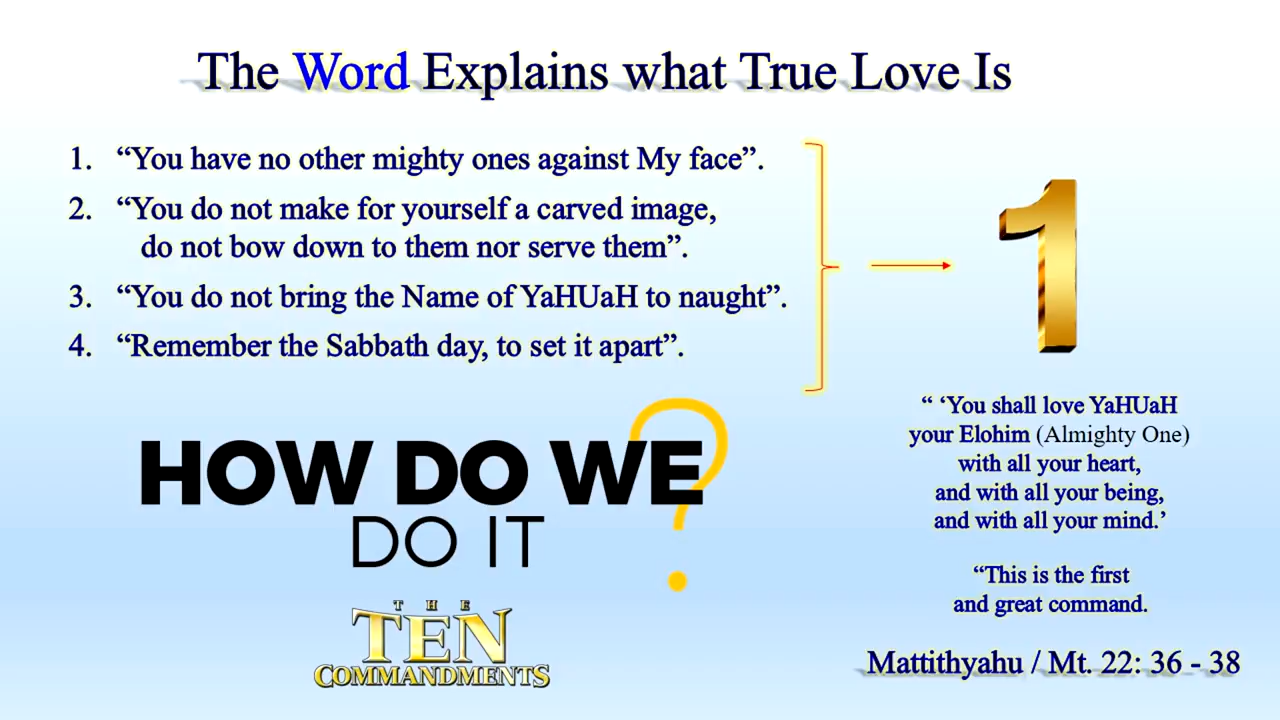 The Word Explains what True Love Is
1. “You have no other mighty ones against My face”.
2. “You do not make for yourself a carved image,
do not bow down to them nor serve them”.
3. “You do not bring the Name of YaHUaH to naught”.
4. “Remember the Sabbath day, to set it apart”.
1
“ ‘You shall love YaHUaH
your Elohim (Almighty One)
with all your heart,
and with all your being,
and with all your mind.’
“This is the first
and great command.
Mattithyahu / Mt. 22: 36 - 38
HOW DO WE
DO IT ?
THE
TEN
COMMANDMENTS